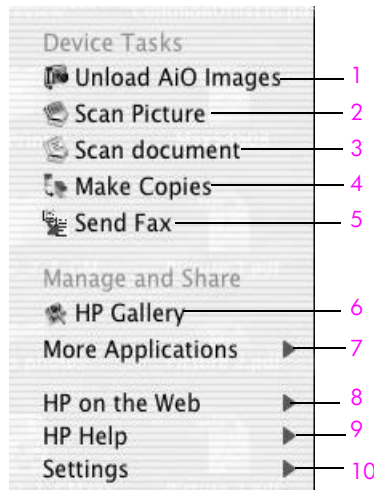 Device Tasks
Unload AiO Images 1
Scan Picture 2
Scan document 3
Make Copies 4
Send Fax 5
Manage and Share
HP Gallery 6
More Applications 7
HP on the Web 8
HP Help 9
Settings 10